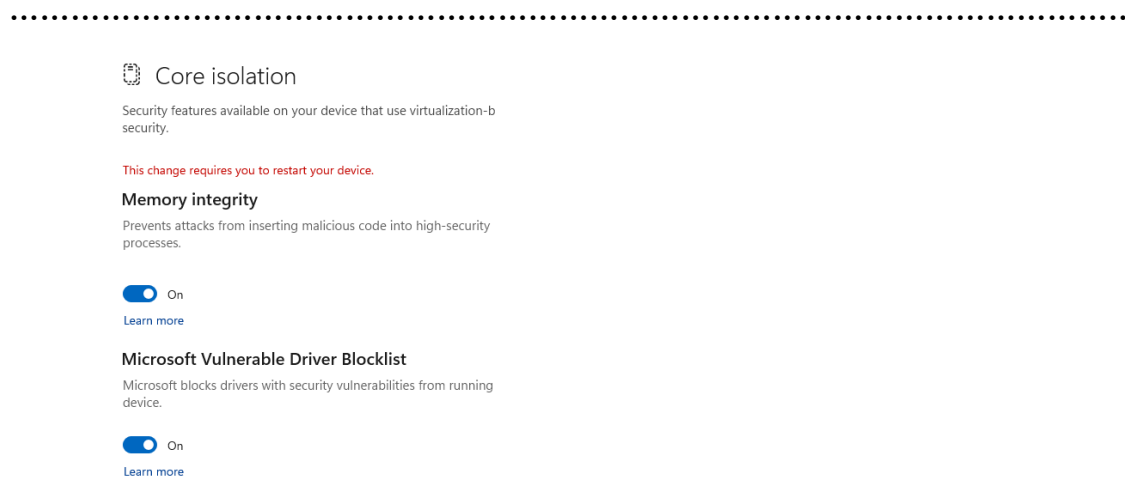 Core isolation
Security features available on your device that use virtualization-b
security.
This change requires you to restart your device.
Memory integrity
Prevents attacks from inserting malicious code into high-security
processes.
On
Learn more
Microsoft Vulnerable Driver Blocklist
Microsoft blocks drivers with security vulnerabilities from running
device.
On
Learn more